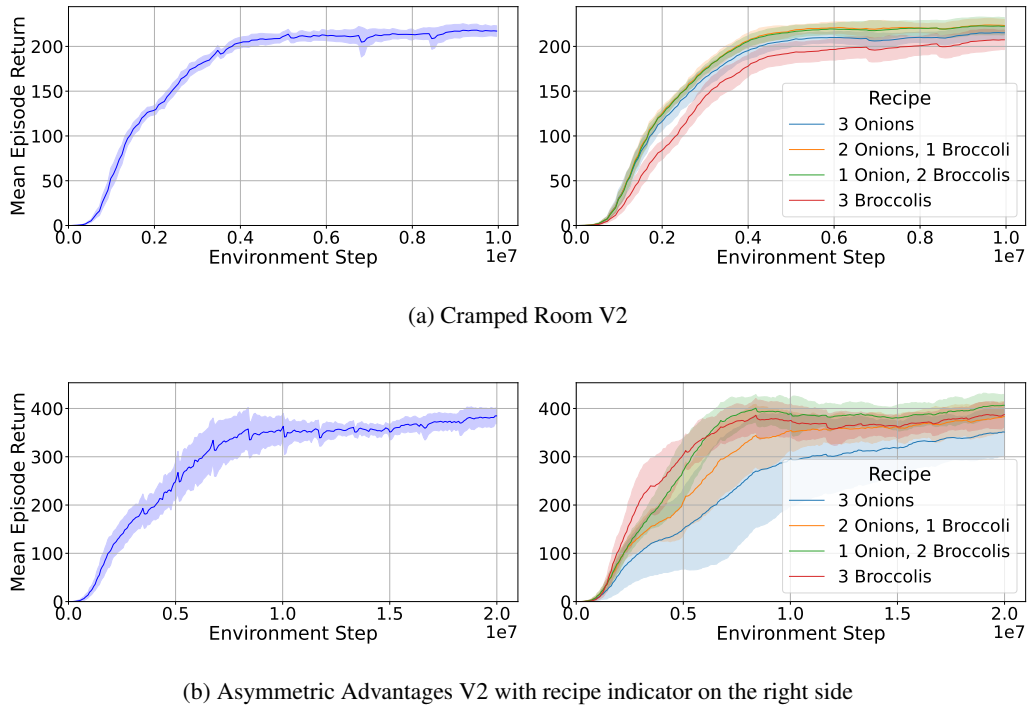 Mean Episode Return
200
150
100
50
0
0.0 0.2 0.4 0.6 0.8 1.0
Environment Step
1e7
200
150
100
50
0
Recipe
3 Onions
2 Onions, 1 Broccoli
1 Onion, 2 Broccolis
3 Broccolis
0.0 0.2 0.4 0.6 0.8 1.0
Environment Step
1e7
(a) Cramped Room V2
Mean Episode Return
400
300
200
100
0
0.0 0.5 1.0 1.5 2.0
Environment Step
1e7
400
300
200
100
0
Recipe
3 Onions
2 Onions, 1 Broccoli
1 Onion, 2 Broccolis
3 Broccolis
0.0 0.5 1.0 1.5 2.0
Environment Step
1e7
(b) Asymmetric Advantages V2 with recipe indicator on the right side